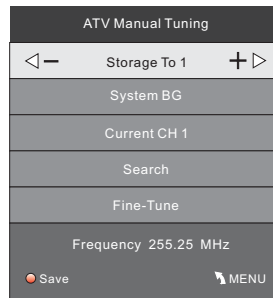 ATV Manual Tuning
Storage To 1
System BG
Current CH 1
Search
Fine-Tune
Frequency 255.25 MHz
Save MENU